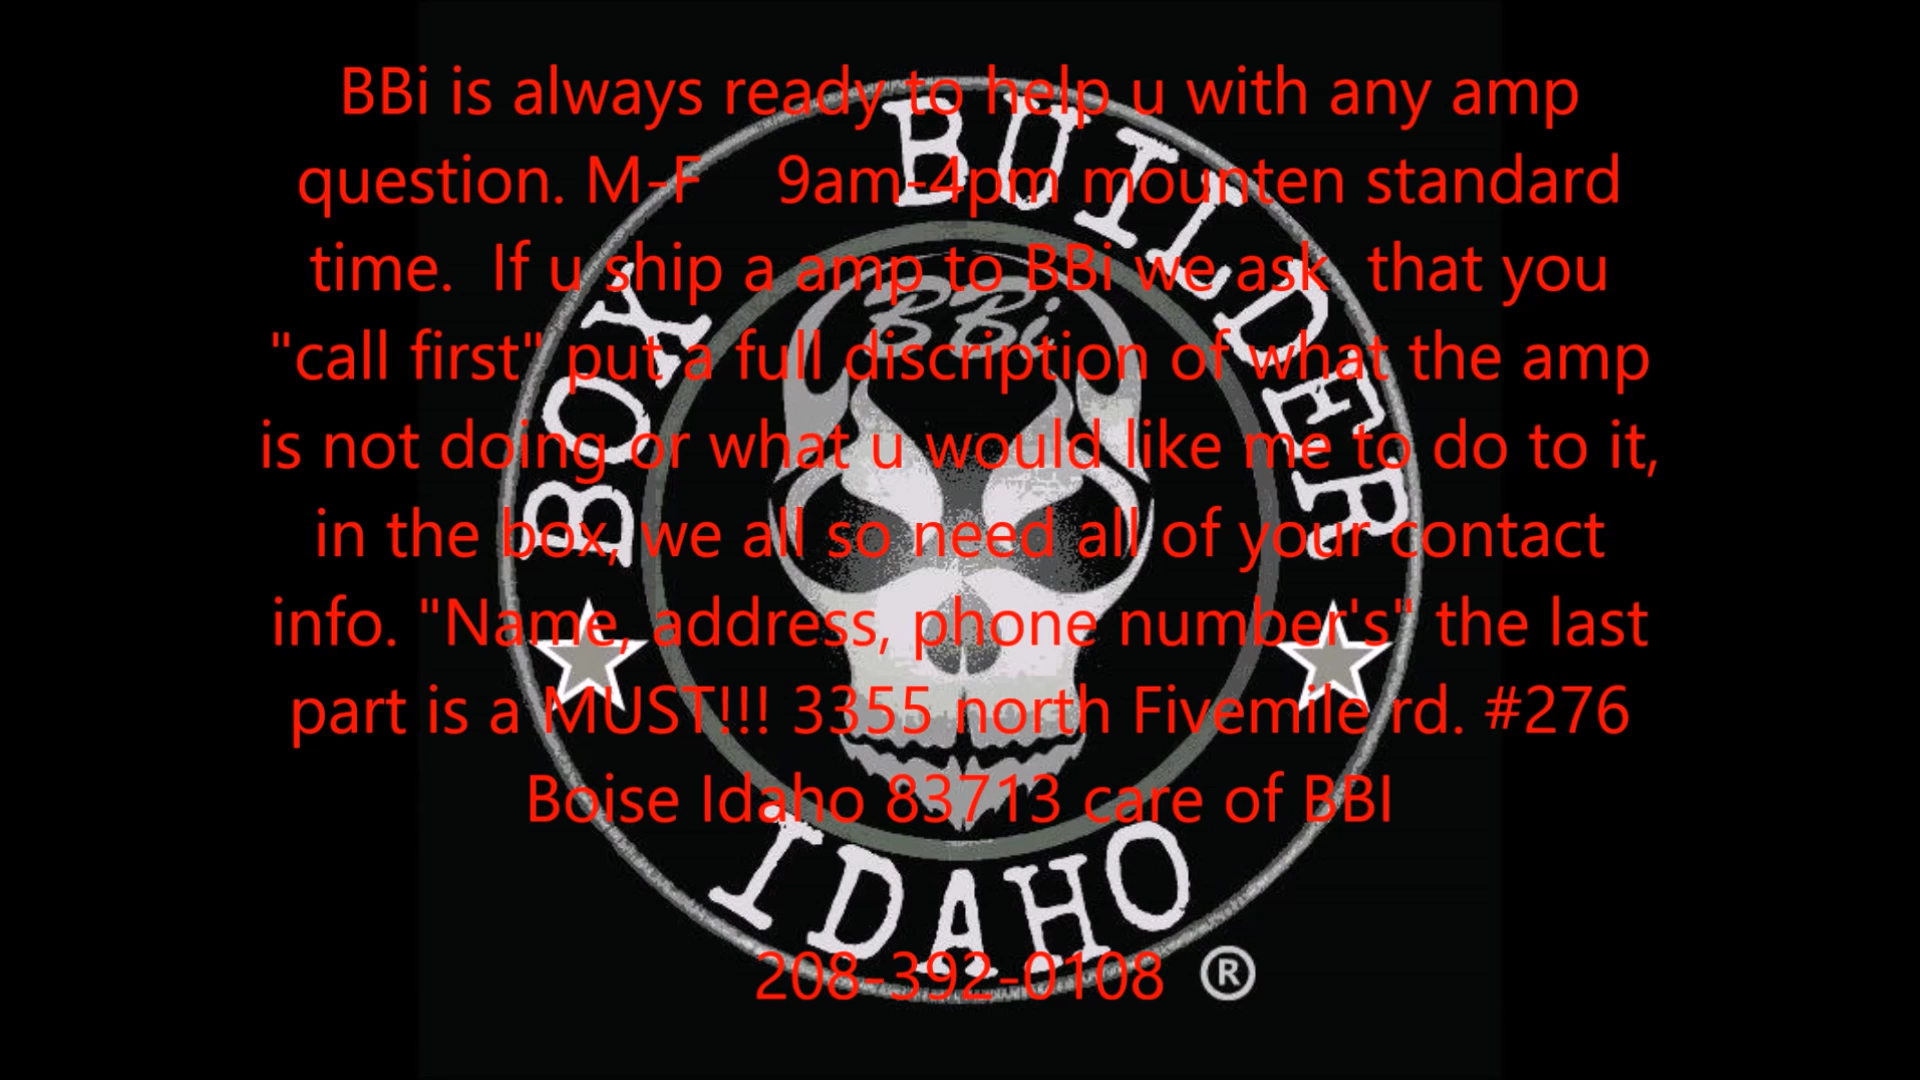 BBi is always ready to help u with any amp
question. M-F 9am-4pm mounten standard
time. If u ship a amp to BBi we ask that you
"call first" put a full discription of what the amp
is not doing or what u would like me to do to it,
in the box, we all so need all of your contact
info. "Name, address, phone number's" the last
part is a MUST!!! 3355 north Fivemile rd. #276
Boise Idaho 83713 care of BBI
208-392-0108
BOX BUILDER
BBi
IDAHO
®